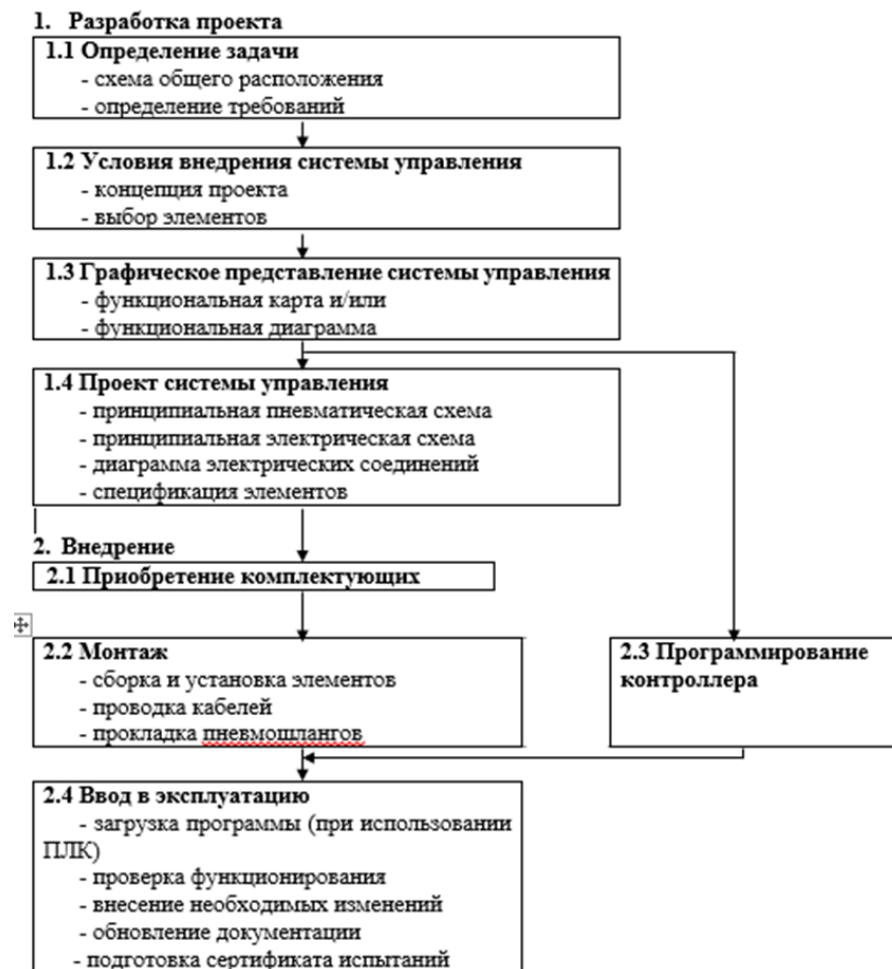 1. Разработка проекта
1.1 Определение задачи
- схема общего расположения
- определение требований
1.2 Условия внедрения системы управления
- концепция проекта
- выбор элементов
1.3 Графическое представление системы управления
- функциональная карта и/или
- функциональная диаграмма
1.4 Проект системы управления
- принципиальная пневматическая схема
- принципиальная электрическая схема
- диаграмма электрических соединений
- спецификация элементов
2. Внедрение
2.1 Приобретение комплектующих
2.2 Монтаж
- сборка и установка элементов
- проводка кабелей
- прокладка пневмошлангов
2.3 Программирование
контроллера
2.4 Ввод в эксплуатацию
- загрузка программы (при использовании
ПЛК)
- проверка функционирования
- внесение необходимых изменений
- обновление документации
- подготовка сертификата испытаний